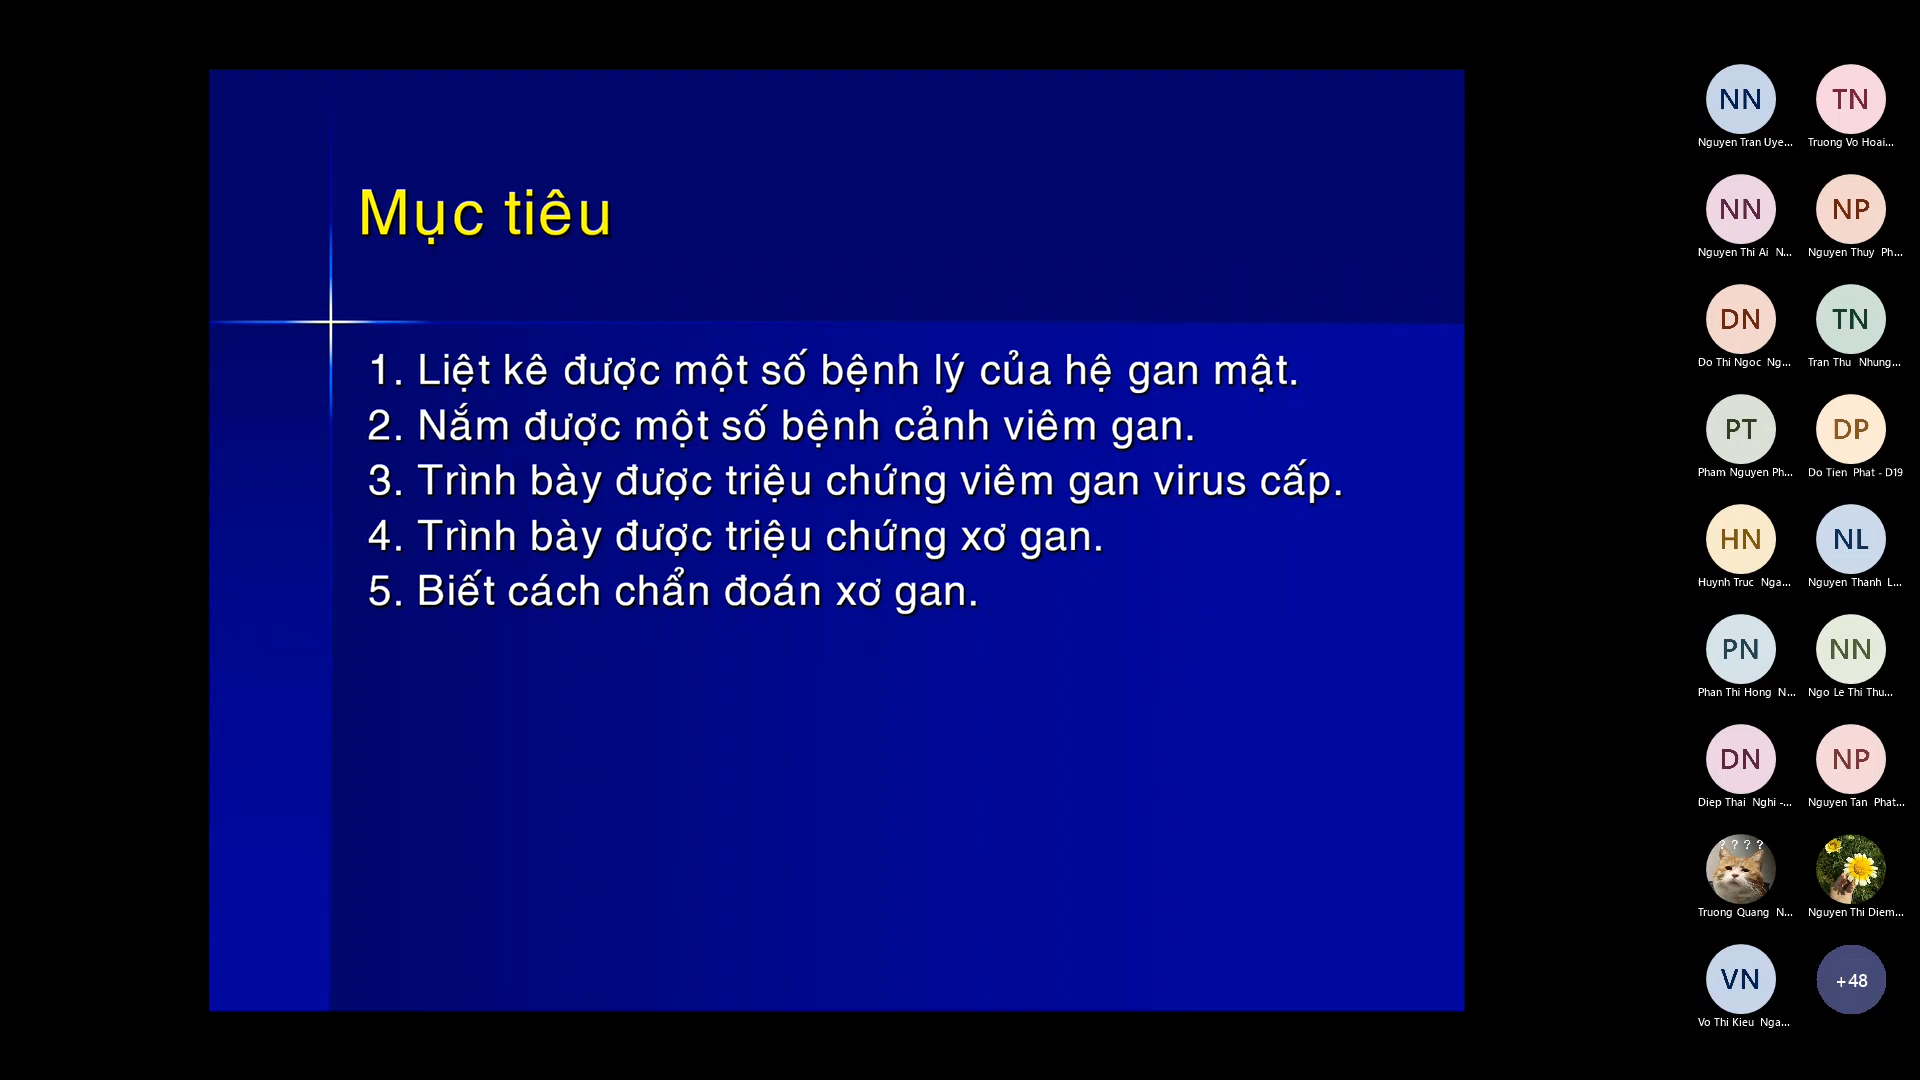 Mục tiêu
1. Liệt kê được một số bệnh lý của hệ gan mật.
2. Nắm được một số bệnh cảnh viêm gan.
3. Trình bày được triệu chứng viêm gan virus cấp.
4. Trình bày được triệu chứng xơ gan.
5. Biết cách chẩn đoán xơ gan.
NN
TN
Nguyen Tran Uye...
Truong Vo Hoai...
NN
NP
Nguyen Thi Ai N...
Nguyen Thuy Ph...
DN
TN
Do Thi Ngoc Ng...
Tran Thu Nhung...
PT
DP
Pham Nguyen Ph...
Do Tien Phat - D19
HN
NL
Huynh Truc Nga...
Nguyen Thanh L...
PN
NN
Phan Thi Hong N...
Ngo Le Thi Thu...
DN
NP
Diep Thai Nghi -...
Nguyen Tan Phat...
? ? ? ?
Truong Quang N...
Nguyen Thi Diem...
VN
+48
Vo Thi Kieu Nga...